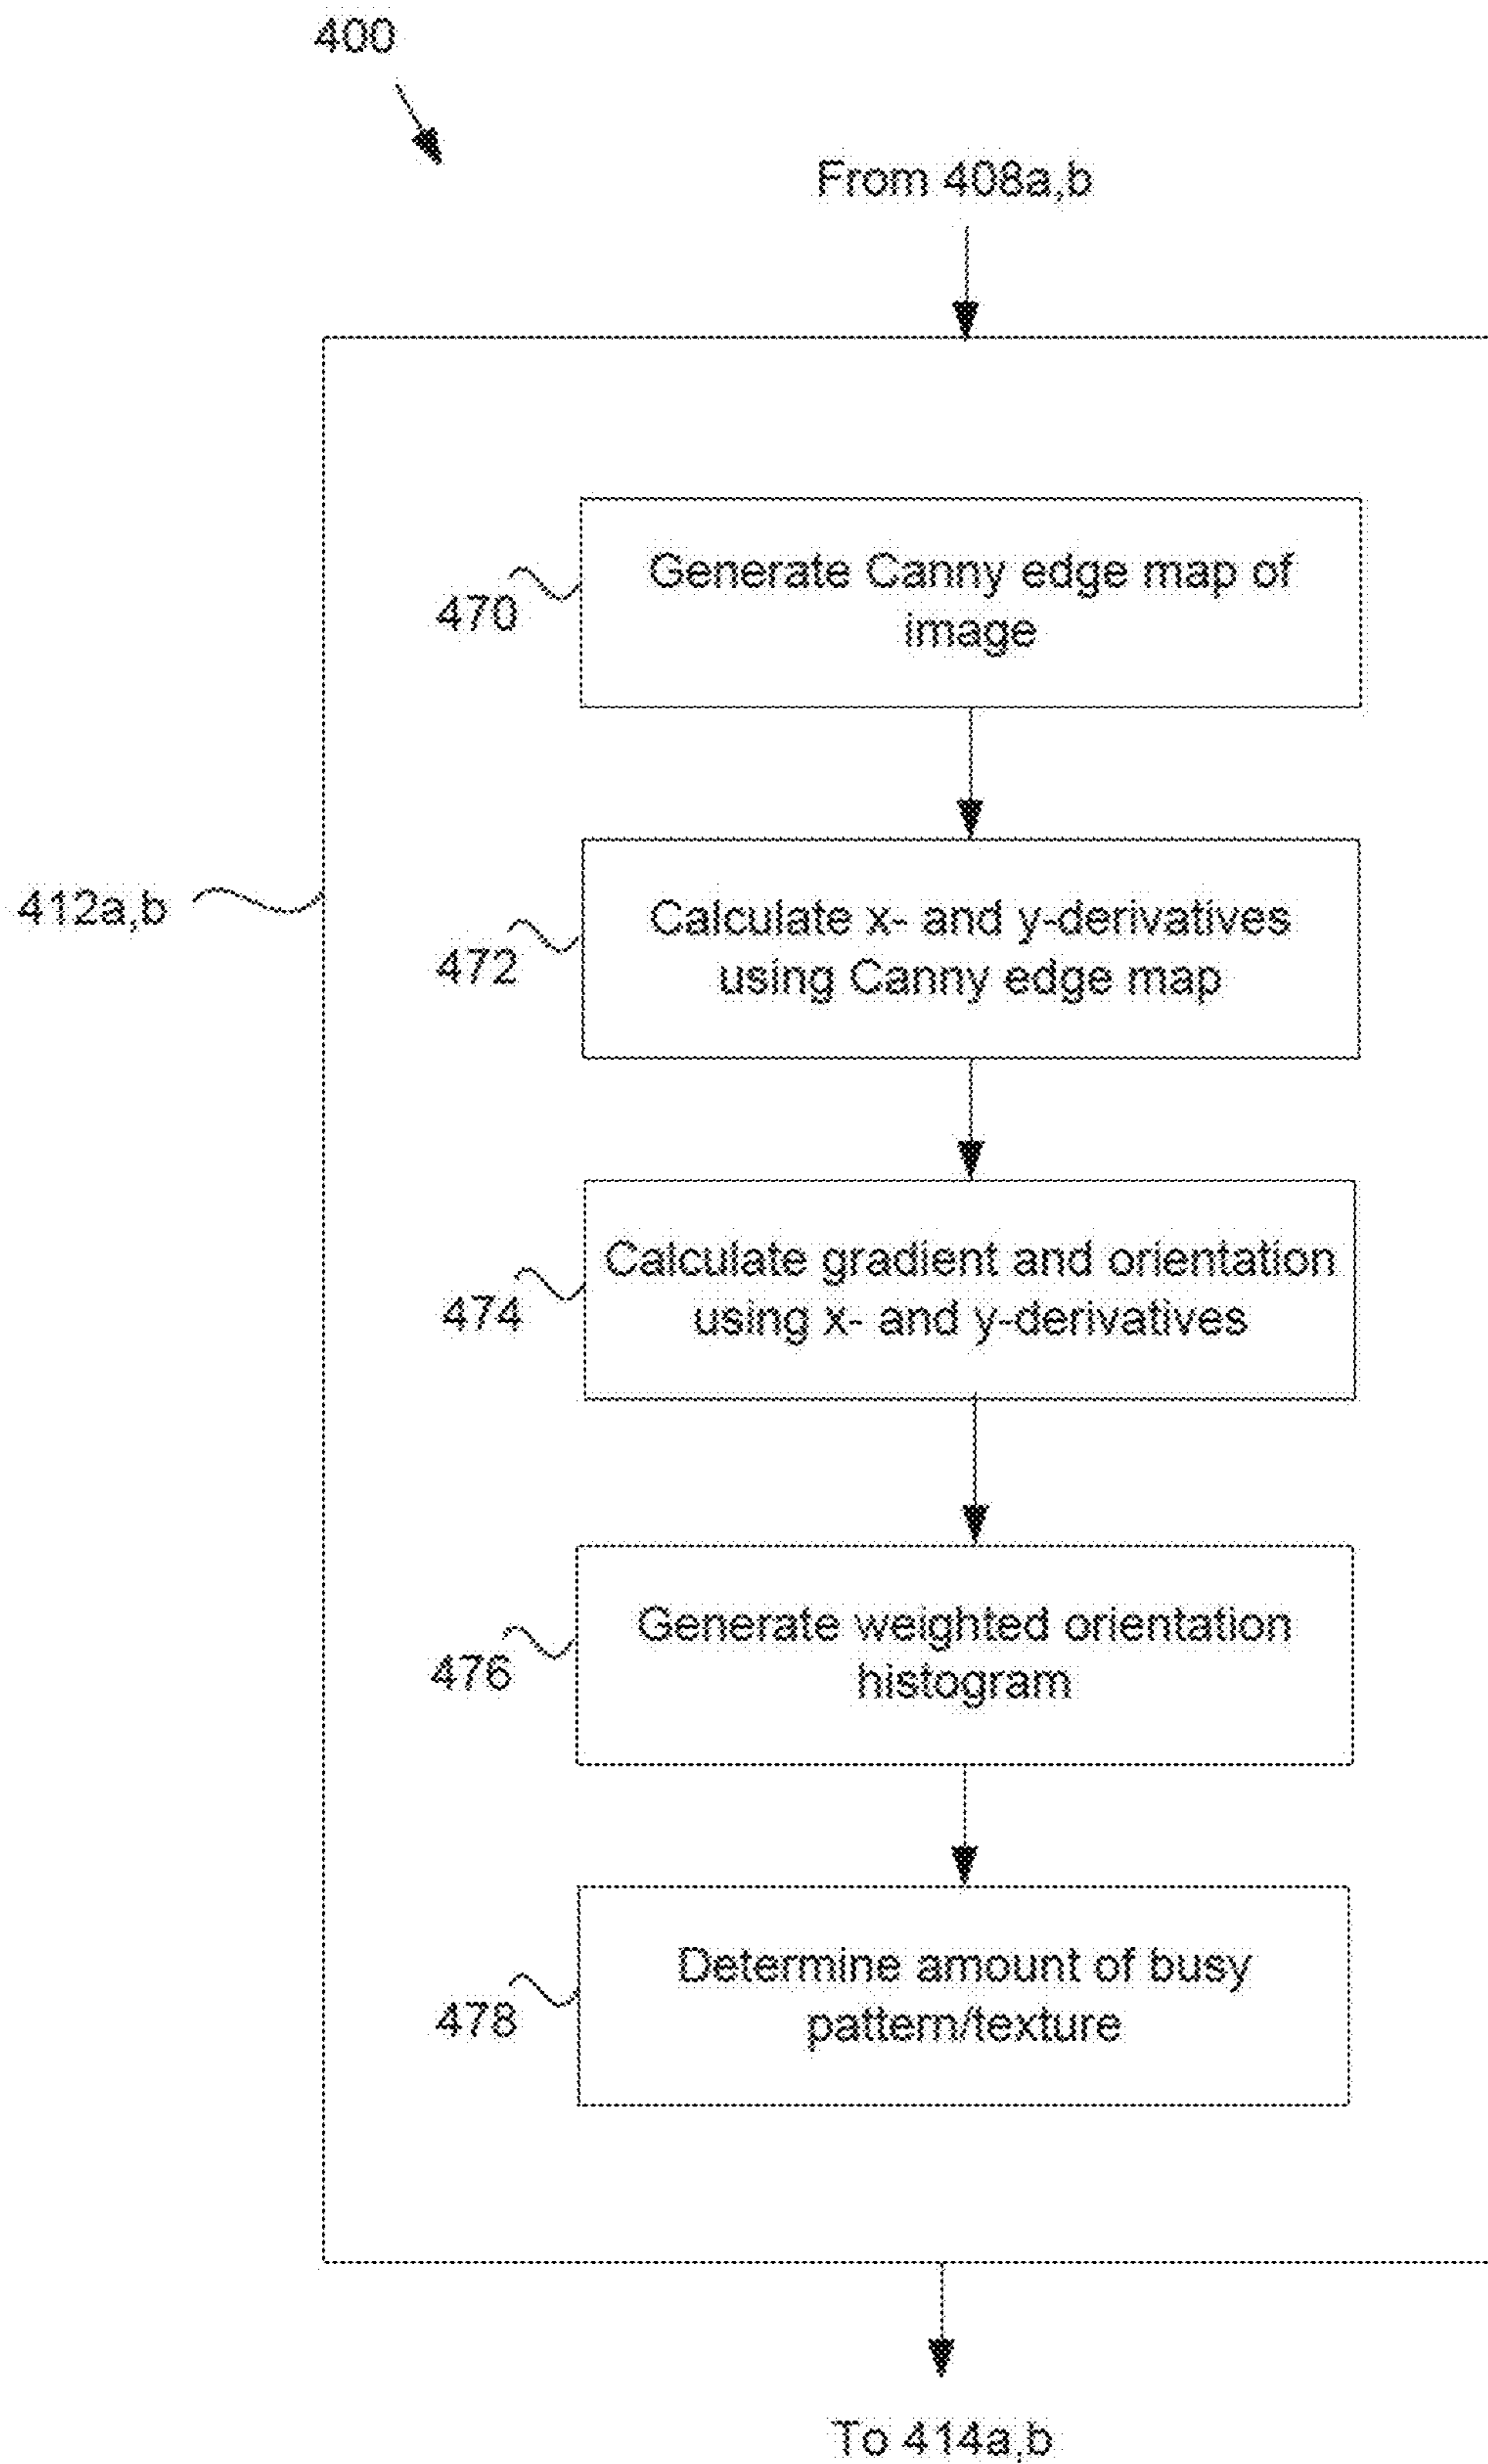 400
From 408a,b
Generate Canny edge map of
image
470
412a,b
Calculate x- and y-derivatives
using Canny edge map
472
Calculate gradient and orientation
using x- and y-derivatives
474
Generate weighted orientation
histogram
476
Determine amount of busy
pattern/texture
478
To 414a,b